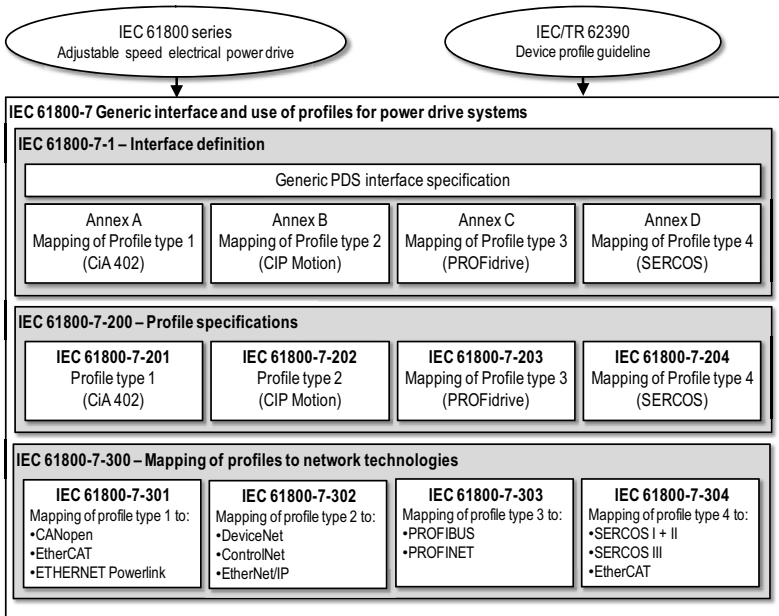 IEC 61800 series
Adjustable speed electrical power drive
IEC/TR 62390
Device profile guideline
IEC 61800-7 Generic interface and use of profiles for power drive systems
IEC 61800-7-1 – Interface definition
Generic PDS interface specification
Annex A
Mapping of Profile type 1
(CiA 402)
Annex B
Mapping of Profile type 2
(CIP Motion)
Annex C
Mapping of Profile type 3
(PROFidrive)
Annex D
Mapping of Profile type 4
(SERCOS)
IEC 61800-7-200 – Profile specifications
IEC 61800-7-201
Profile type 1
(CiA 402)
IEC 61800-7-202
Profile type 2
(CIP Motion)
IEC 61800-7-203
Mapping of Profile type 3
(PROFidrive)
IEC 61800-7-204
Mapping of Profile type 4
(SERCOS)
IEC 61800-7-300 – Mapping of profiles to network technologies
IEC 61800-7-301
Mapping of profile type 1 to:
•CANopen
•EtherCAT
•ETHERNET Powerlink
IEC 61800-7-302
Mapping of profile type 2 to:
•DeviceNet
•ControlNet
•EtherNet/IP
IEC 61800-7-303
Mapping of profile type 3 to:
•PROFIBUS
•PROFINET
IEC 61800-7-304
Mapping of profile type 4 to:
•SERCOS I + II
•SERCOS III
•EtherCAT